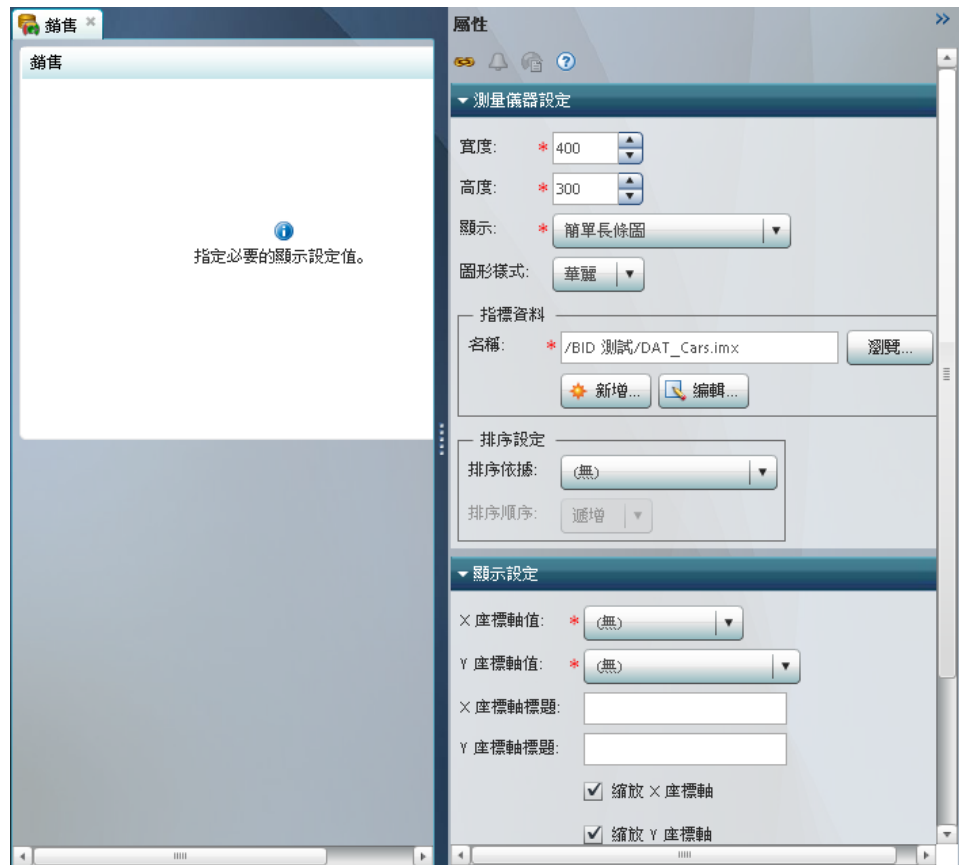 銷售
銷售
指定必要的顯示設定值。
屬性
測量儀器設定
寬度: * 400
高度: * 300
顯示: * 簡單長條圖
圖形樣式: 華麗
指標資料
名稱: * /BID 測試/DAT_Cars.imx 瀏覽...
新增... 編輯...
排序設定
排序依據: (無)
排序順序: 遞增
顯示設定
X 座標軸值: * (無)
Y 座標軸值: * (無)
X 座標軸標題:
Y 座標軸標題:
縮放 X 座標軸
縮放 Y 座標軸